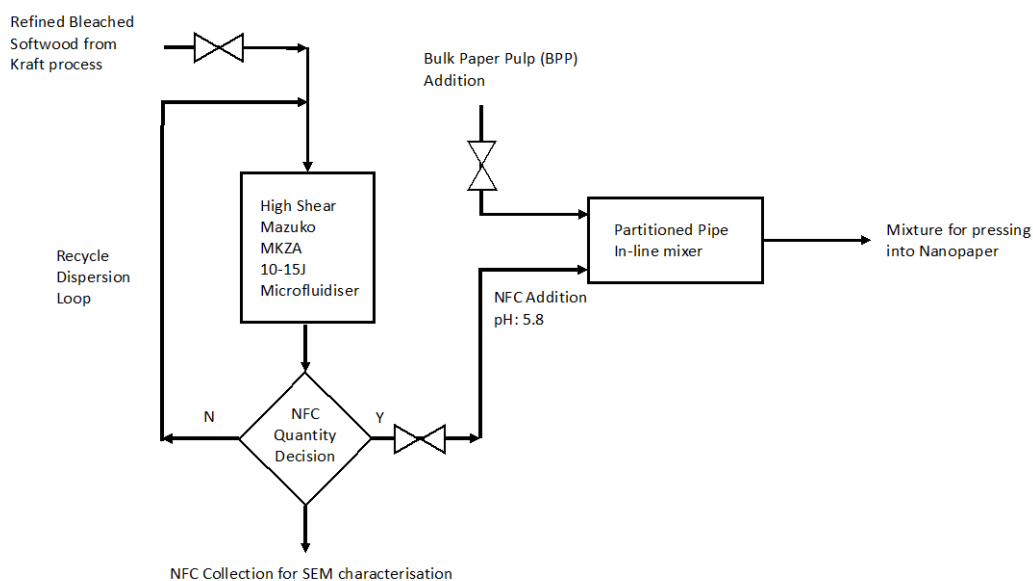 Refined Bleached
Softwood from
Kraft process
Bulk Paper Pulp (BPP)
Addition
High Shear
Mazuko
MKZA
10-15J
Microfluidiser
Recycle
Dispersion
Loop
Partitioned Pipe
In-line mixer
Mixture for pressing
into Nanopaper
NFC Addition
pH: 5.8
N
NFC
Quantity
Decision
Y
NFC Collection for SEM characterisation